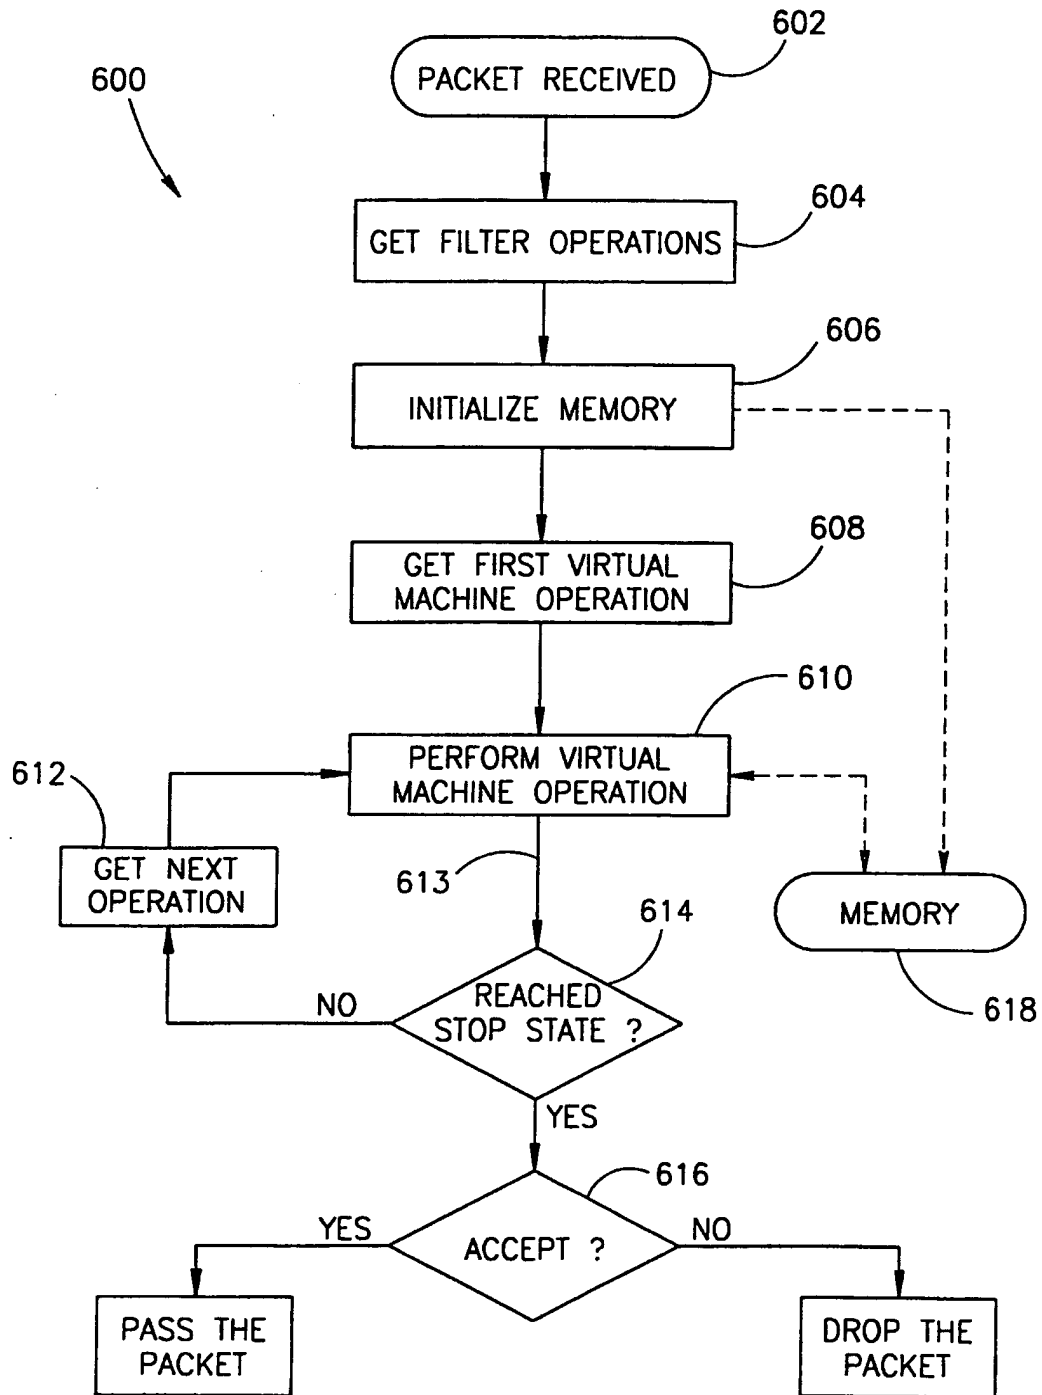 602
PACKET RECEIVED
600
604
GET FILTER OPERATIONS
606
INITIALIZE MEMORY
608
GET FIRST VIRTUAL
MACHINE OPERATION
610
PERFORM VIRTUAL
MACHINE OPERATION
612
GET NEXT
OPERATION
613
614
MEMORY
618
REACHED
STOP STATE ?
NO
YES
616
ACCEPT ?
YES
NO
PASS THE
PACKET
DROP THE
PACKET